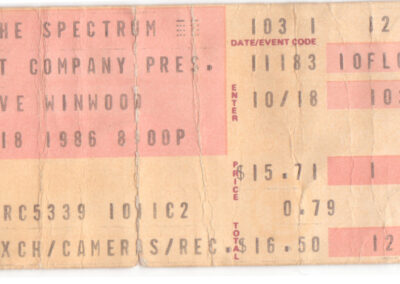 HE SPECTRUM 103 1 12
DATE/EVENT CODE
T COMPANY PRES. 11183 10FLO
VE WINWOOD ENTER 10/18 10
18 1986 8:00P
PRICE $15.71 1
RC5339 101C2 0.79
XCH/CAMERAS/REC. TOTAL $16.50 12